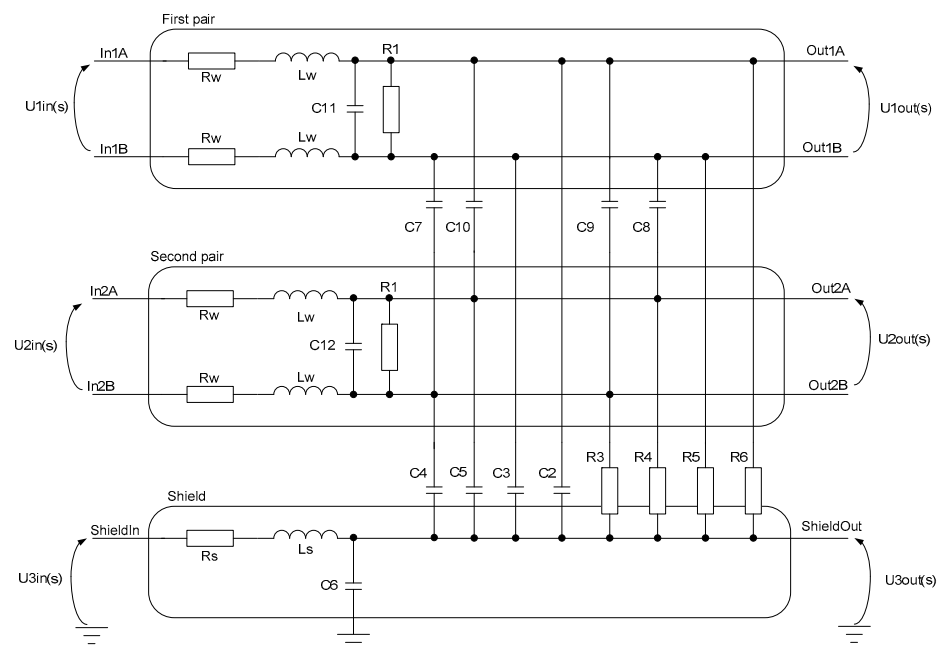 First pair
In1A
Rw
Lw
R1
Out1A
U1in(s)
C11
U1out(s)
Rw
Lw
In1B
Out1B
C7
C10
C9
C8
Second pair
In2A
Rw
Lw
R1
Out2A
U2in(s)
C12
U2out(s)
In2B
Rw
Lw
Out2B
C4
C5
C3
C2
R3
R4
R5
R6
Shield
ShieldIn
Rs
Ls
ShieldOut
U3in(s)
C6
U3out(s)